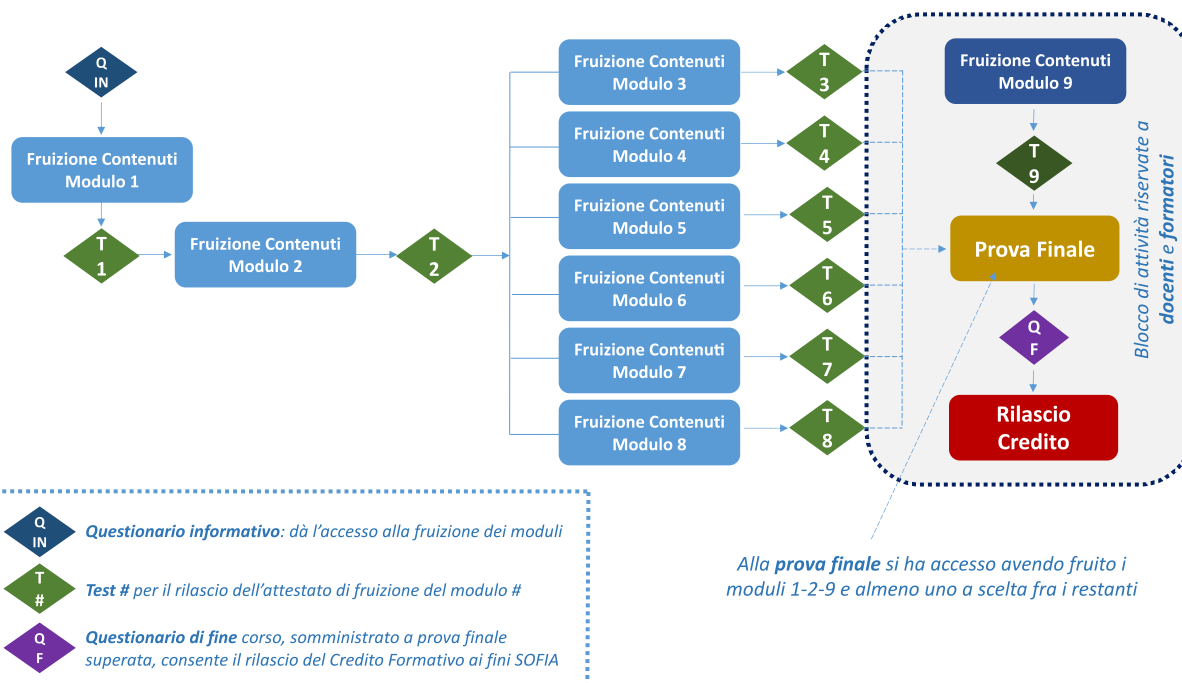 Q
IN
Fruizione Contenuti
Modulo 1
T
1
Fruizione Contenuti
Modulo 2
T
2
Fruizione Contenuti
Modulo 3
T
3
Fruizione Contenuti
Modulo 4
T
4
Fruizione Contenuti
Modulo 5
T
5
Fruizione Contenuti
Modulo 6
T
6
Fruizione Contenuti
Modulo 7
T
7
Fruizione Contenuti
Modulo 8
T
8
Fruizione Contenuti
Modulo 9
T
9
Prova Finale
Q
F
Rilascio
Credito
Blocco di attività riservate a
docenti e formatori
Q
IN
Questionario informativo: dà l’accesso alla fruizione dei moduli
T
#
Test # per il rilascio dell’attestato di fruizione del modulo #
Q
F
Questionario di fine corso, somministrato a prova finale
superata, consente il rilascio del Credito Formativo ai fini SOFIA
Alla prova finale si ha accesso avendo fruito i
moduli 1-2-9 e almeno uno a scelta fra i restanti